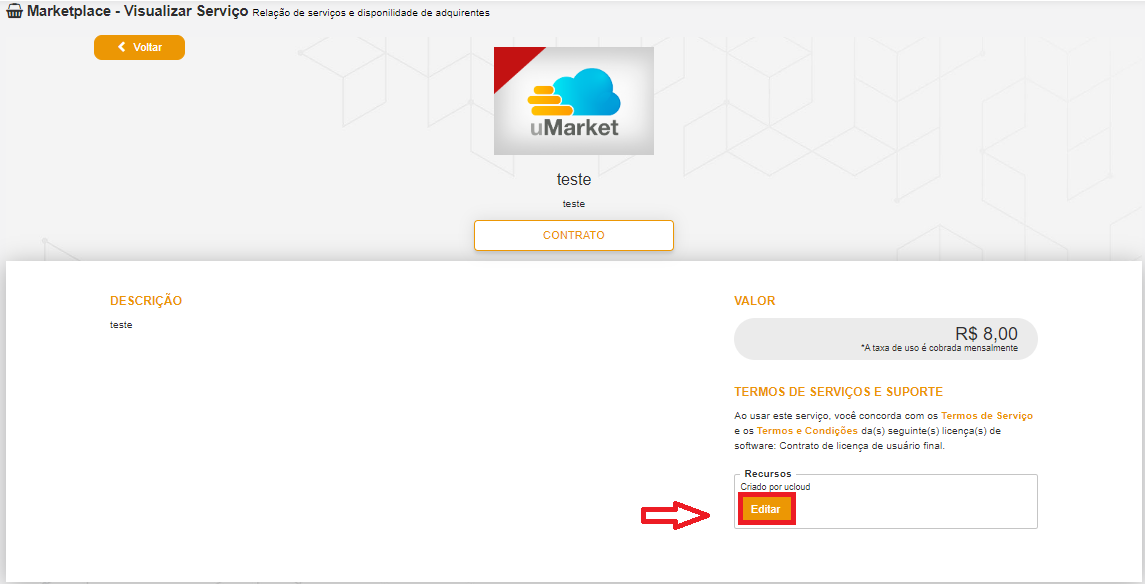 Marketplace - Visualizar Serviço Relação de serviços e disponilidade de adquirentes
Voltar
uMarket
teste
teste
CONTRATO
DESCRIÇÃO
teste
VALOR
R$ 8,00
*A taxa de uso é cobrada mensalmente
TERMOS DE SERVIÇOS E SUPORTE
Ao usar este serviço, você concorda com os Termos de Serviço
e os Termos e Condições da(s) seguinte(s) licença(s) de
software: Contrato de licença de usuário final.
Recursos
Criado por ucloud
Editar